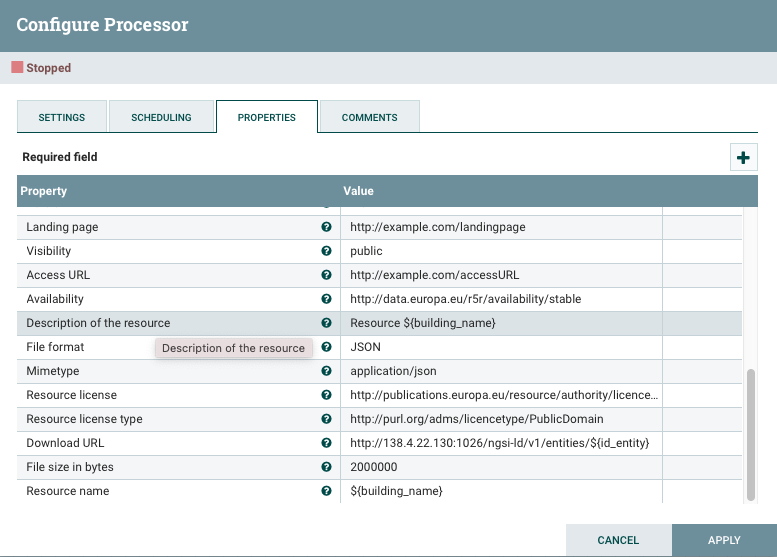 Configure Processor
Stopped
SETTINGS SCHEDULING PROPERTIES COMMENTS
Required field
Property Value
Landing page http://example.com/landingpage
Visibility public
Access URL http://example.com/accessURL
Availability http://data.europa.eu/r5r/availability/stable
Description of the resource Resource ${building_name}
File format JSON
Description of the resource
Mimetype application/json
Resource license http://publications.europa.eu/resource/authority/licence...
Resource license type http://purl.org/adms/licencetype/PublicDomain
Download URL http://138.4.22.130:1026/ngsi-ld/v1/entities/${id_entity}
File size in bytes 2000000
Resource name ${building_name}
CANCEL APPLY